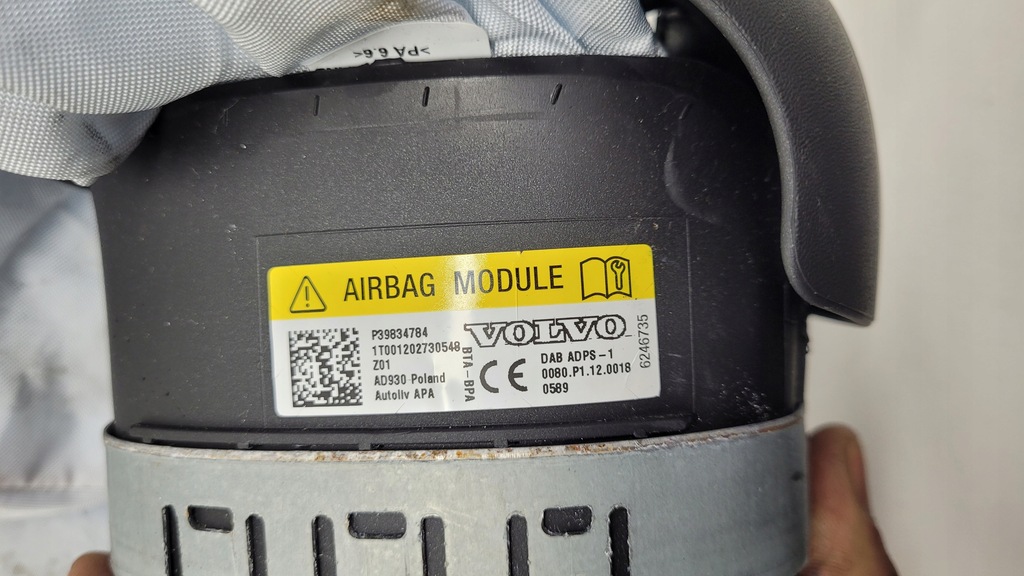 >PA 6.6<
AIRBAG MODULE
P39834784
1T001202730548
Z01
AD930 Poland
Autoliv APA
BTA-BPA
VOLVO
CE
DAB ADPS-1
0080.P1.12.0018
0589
6246735